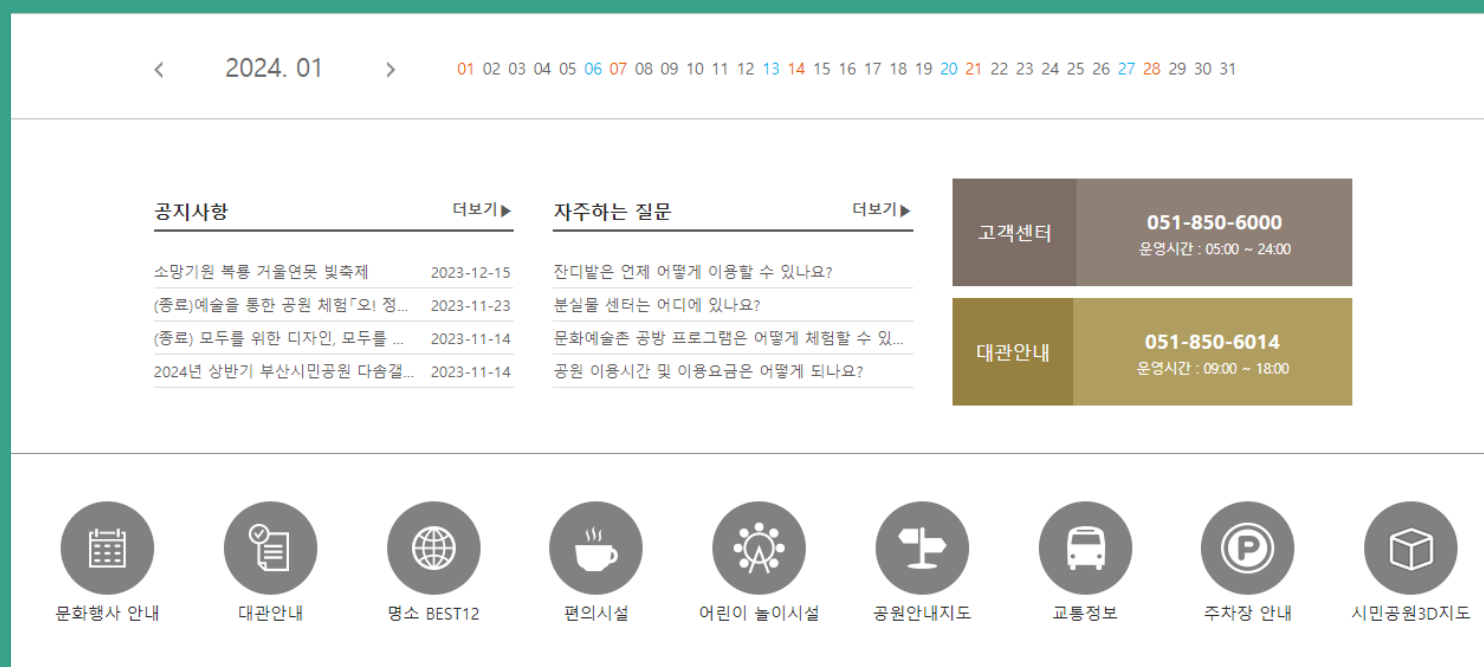 2024. 01
01 02 03 04 05 06 07 08 09 10 11 12 13 14 15 16 17 18 19 20 21 22 23 24 25 26 27 28 29 30 31
공지사항 더보기▶
소망기원 복룡 거울연못 빛축제 2023-12-15
(종료)예술을 통한 공원 체험「오! 정... 2023-11-23
(종료) 모두를 위한 디자인, 모두를 ... 2023-11-14
2024년 상반기 부산시민공원 다솜갤... 2023-11-14
자주하는 질문 더보기▶
잔디밭은 언제 어떻게 이용할 수 있나요?
분실물 센터는 어디에 있나요?
문화예술촌 공방 프로그램은 어떻게 체험할 수 있...
공원 이용시간 및 이용요금은 어떻게 되나요?
고객센터
051-850-6000
운영시간 : 05:00 ~ 24:00
대관안내
051-850-6014
운영시간 : 09:00 ~ 18:00
문화행사 안내
대관안내
명소 BEST12
편의시설
어린이 놀이시설
공원안내지도
교통정보
P
주차장 안내
시민공원3D지도